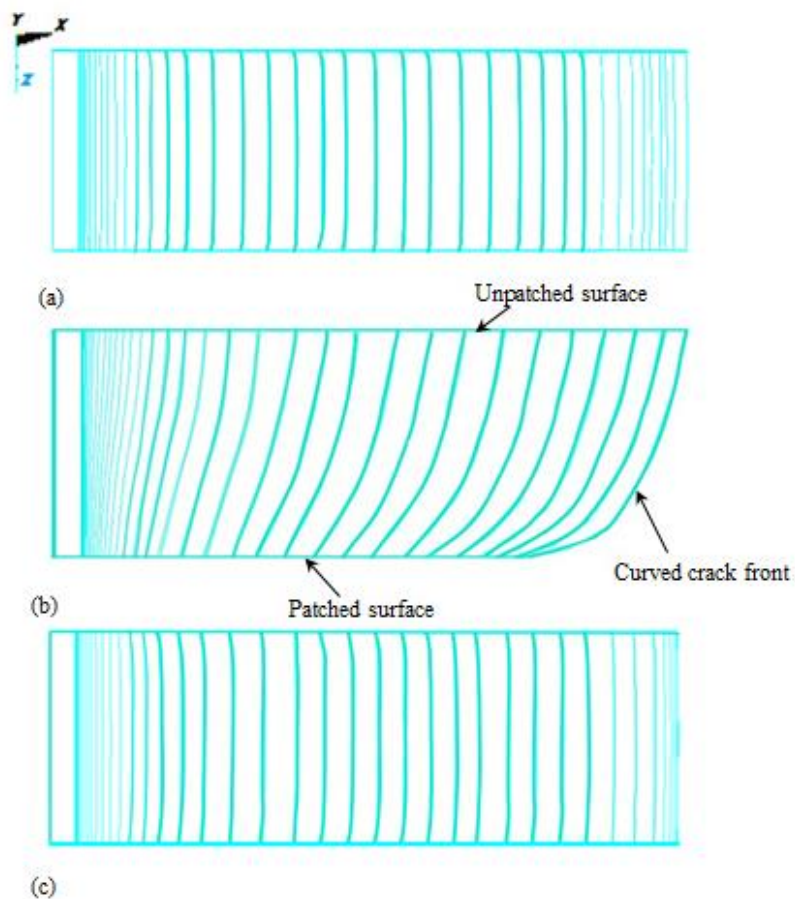 Y
X
Z
(a)
Unpatched surface
Curved crack front
(b)
Patched surface
(c)